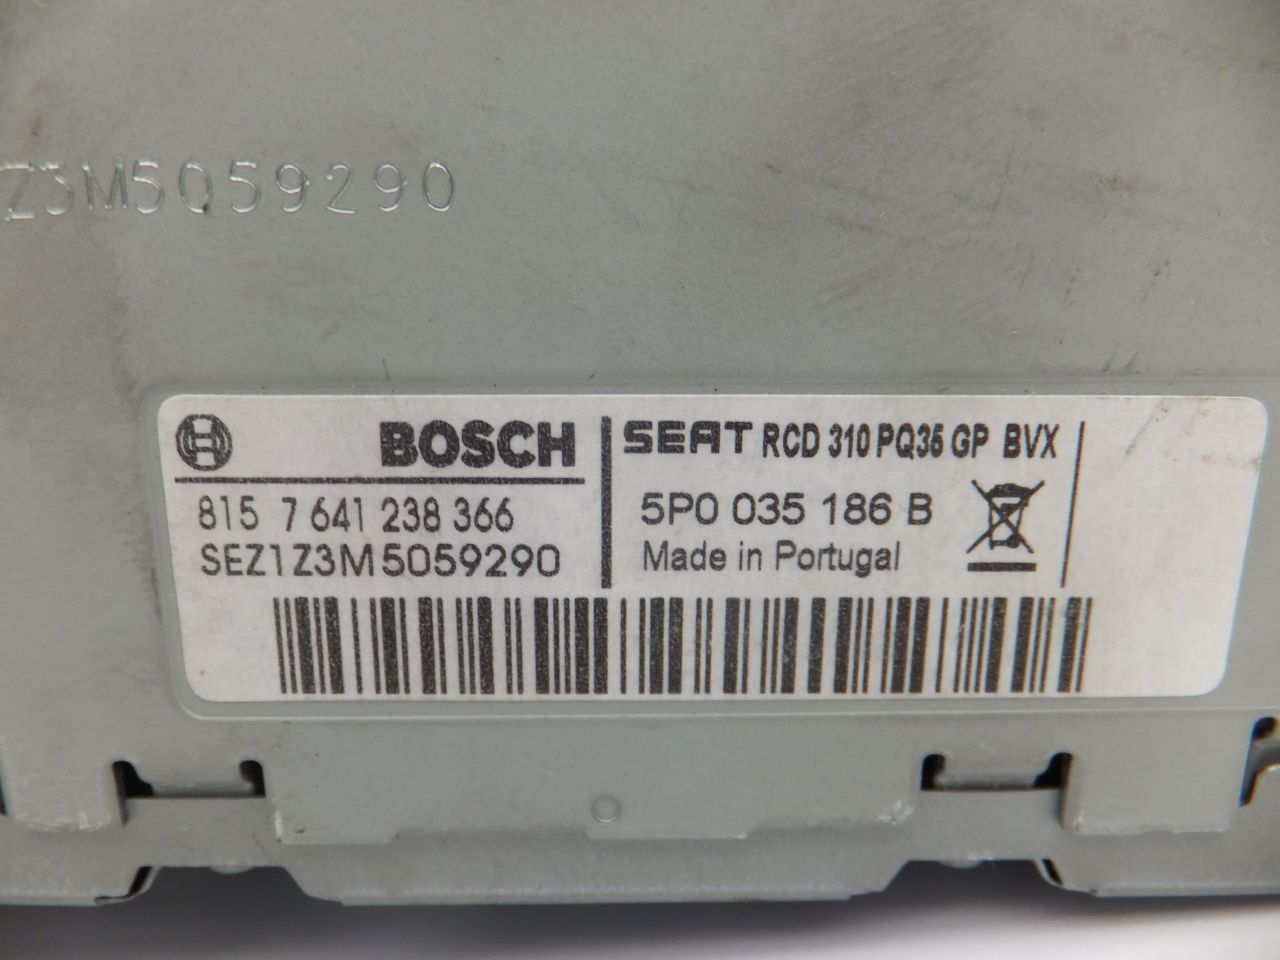 Z3M5059290
BOSCH
815 7 641 238 366
SEZ1Z3M5059290
SEAT RCD 310 PQ35 GP BVX
5P0 035 186 B
Made in Portugal